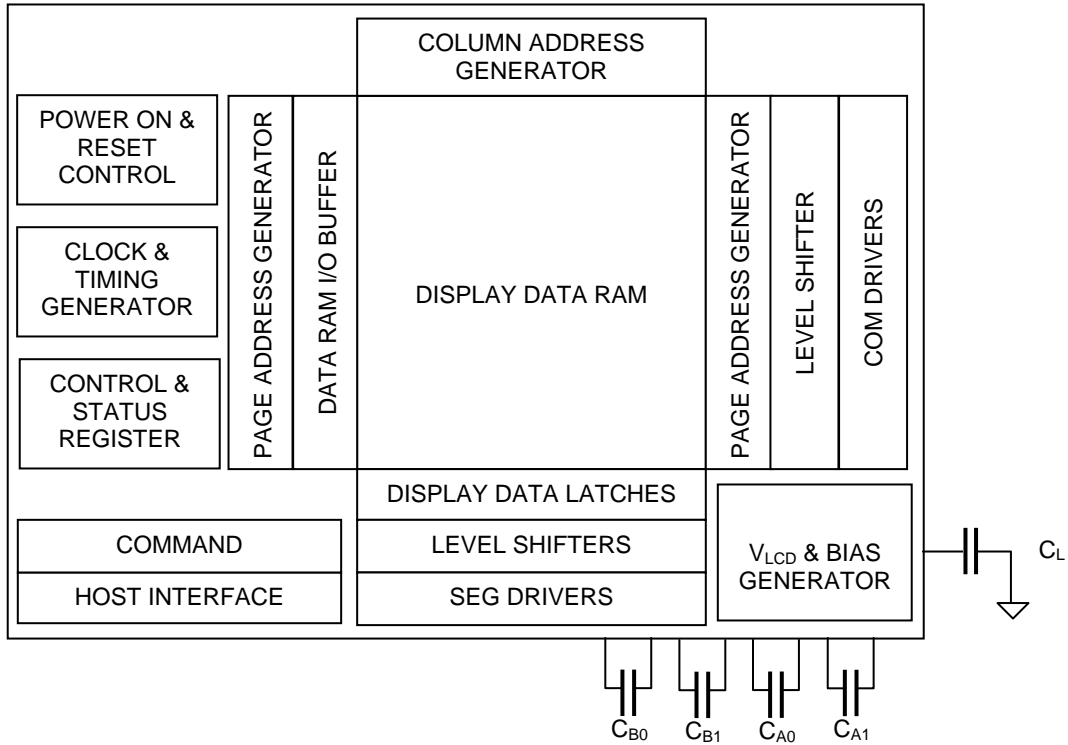 COLUMN ADDRESS
GENERATOR
POWER ON &
RESET
CONTROL
CLOCK &
TIMING
GENERATOR
CONTROL &
STATUS
REGISTER
PAGE ADDRESS GENERATOR
DATA RAM I/O BUFFER
DISPLAY DATA RAM
PAGE ADDRESS GENERATOR
LEVEL SHIFTER
COM DRIVERS
DISPLAY DATA LATCHES
COMMAND
LEVEL SHIFTERS
HOST INTERFACE
SEG DRIVERS
VLCD & BIAS
GENERATOR
CL
CB0
CB1
CA0
CA1